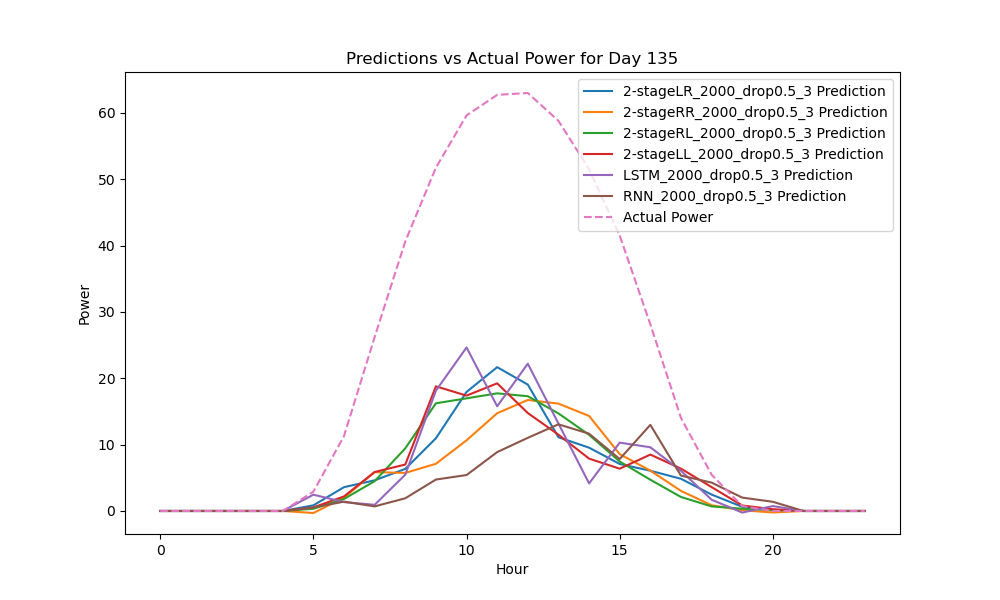 Predictions vs Actual Power for Day 135
2-stageLR_2000_drop0.5_3 Prediction
2-stageRR_2000_drop0.5_3 Prediction
2-stageRL_2000_drop0.5_3 Prediction
2-stageLL_2000_drop0.5_3 Prediction
LSTM_2000_drop0.5_3 Prediction
RNN_2000_drop0.5_3 Prediction
Actual Power
Power
60
50
40
30
20
10
0
0 5 10 15 20
Hour